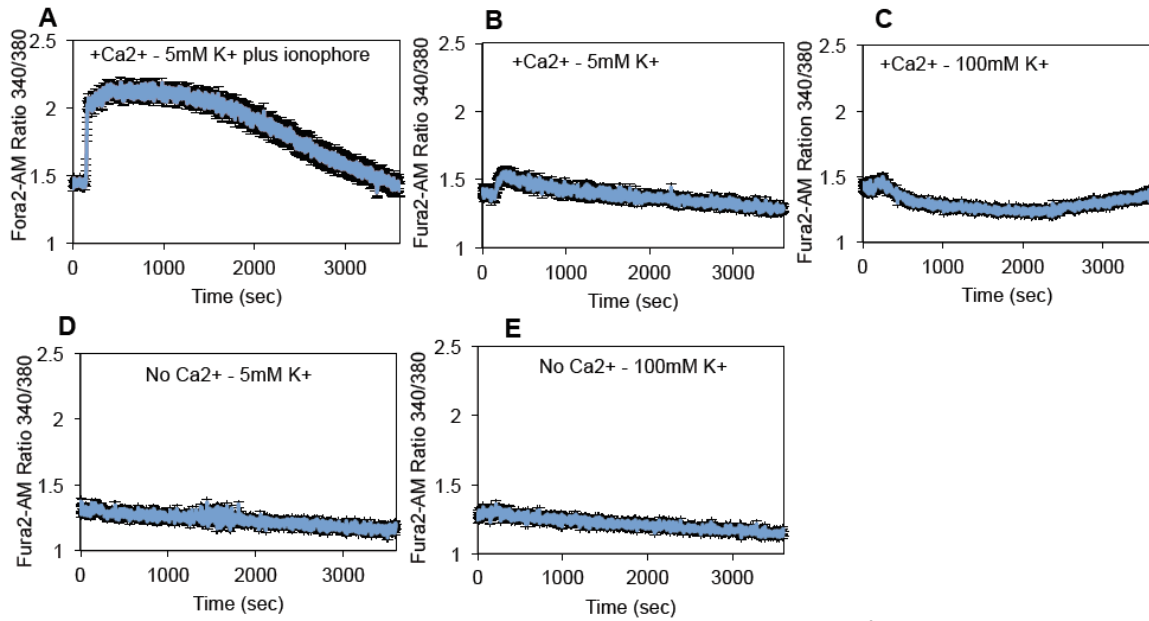 A
+Ca2+ - 5mM K+ plus ionophore
Fora2-AM Ratio 340/380
2.5
2
1.5
1
0
1000
2000
3000
Time (sec)
B
+Ca2+ - 5mM K+
Fura2-AM Ratio 340/380
2.5
2
1.5
1
0
1000
2000
3000
Time (sec)
C
+Ca2+ - 100mM K+
Fura2-AM Ration 340/380
2.5
2
1.5
1
0
1000
2000
3000
Time (sec)
D
No Ca2+ - 5mM K+
Fura2-AM Ratio 340/380
2.5
2
1.5
1
0
1000
2000
3000
Time (sec)
E
No Ca2+ - 100mM K+
Fura2-AM Ratio 340/380
2.5
2
1.5
1
0
1000
2000
3000
Time (sec)